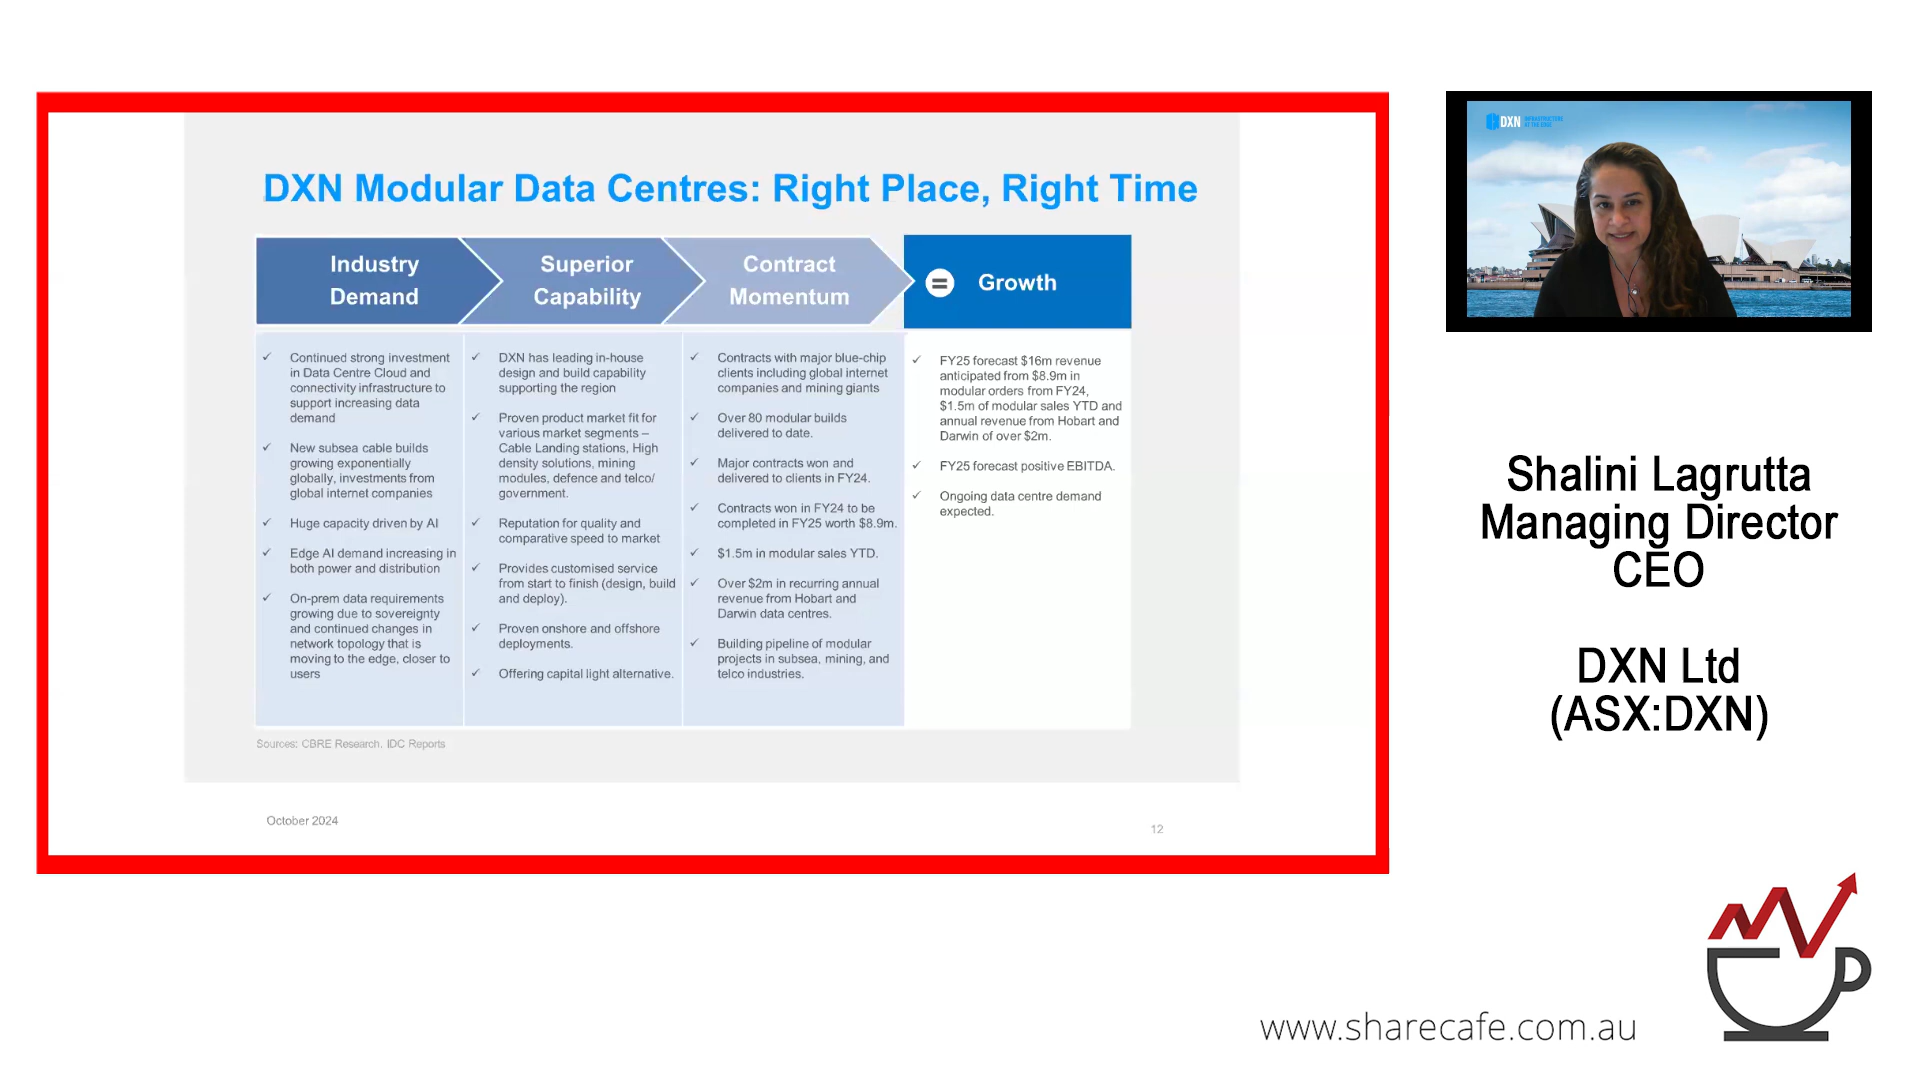 DXN Modular Data Centres: Right Place, Right Time
Industry
Demand
Superior
Capability
Contract
Momentum
= Growth
✓ Continued strong investment
in Data Centre Cloud and
connectivity infrastructure to
support increasing data
demand
✓ New subsea cable builds
growing exponentially
globally, investments from
global internet companies
✓ Huge capacity driven by AI
✓ Edge AI demand increasing in
both power and distribution
✓ On-prem data requirements
growing due to sovereignty
and continued changes in
network topology that is
moving to the edge, closer to
users
✓ DXN has leading in-house
design and build capability
supporting the region
✓ Proven product market fit for
various market segments –
Cable Landing stations, High
density solutions, mining
modules, defence and telco/
government.
✓ Reputation for quality and
comparative speed to market
✓ Provides customised service
from start to finish (design, build
and deploy).
✓ Proven onshore and offshore
deployments.
✓ Offering capital light alternative.
✓ Contracts with major blue-chip
clients including global internet
companies and mining giants
✓ Over 80 modular builds
delivered to date.
✓ Major contracts won and
delivered to clients in FY24.
✓ Contracts won in FY24 to be
completed in FY25 worth $8.9m.
✓ $1.5m in modular sales YTD.
✓ Over $2m in recurring annual
revenue from Hobart and
Darwin data centres.
✓ Building pipeline of modular
projects in subsea, mining, and
telco industries.
✓ FY25 forecast $16m revenue
anticipated from $8.9m in
modular orders from FY24,
$1.5m of modular sales YTD and
annual revenue from Hobart and
Darwin of over $2m.
✓ FY25 forecast positive EBITDA.
✓ Ongoing data centre demand
expected.
Sources: CBRE Research, IDC Reports
October 2024
12
DXN
INFRASTRUCTURE
AT THE EDGE
Shalini Lagrutta
Managing Director
CEO
DXN Ltd
(ASX:DXN)
www.sharecafe.com.au